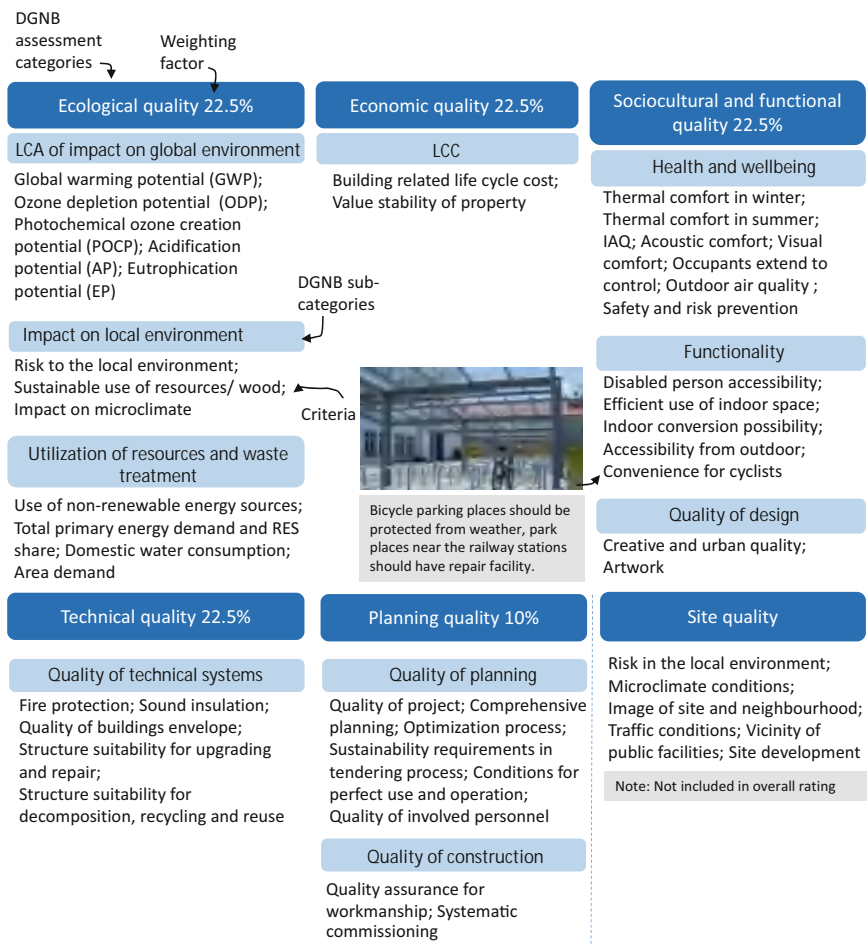 DGNB
assessment
categories
Weighting
factor
Ecological quality 22.5%
LCA of impact on global environment
Global warming potential (GWP);
Ozone depletion potential (ODP);
Photochemical ozone creation
potential (POCP); Acidification
potential (AP); Eutrophication
potential (EP)
DGNB sub-
categories
Impact on local environment
Risk to the local environment;
Sustainable use of resources/ wood;
Impact on microclimate
Criteria
Utilization of resources and waste
treatment
Use of non-renewable energy sources;
Total primary energy demand and RES
share; Domestic water consumption;
Area demand
Economic quality 22.5%
LCC
Building related life cycle cost;
Value stability of property
Bicycle parking places should be
protected from weather, park
places near the railway stations
should have repair facility.
Sociocultural and functional
quality 22.5%
Health and wellbeing
Thermal comfort in winter;
Thermal comfort in summer;
IAQ; Acoustic comfort; Visual
comfort; Occupants extend to
control; Outdoor air quality ;
Safety and risk prevention
Functionality
Disabled person accessibility;
Efficient use of indoor space;
Indoor conversion possibility;
Accessibility from outdoor;
Convenience for cyclists
Quality of design
Creative and urban quality;
Artwork
Technical quality 22.5%
Quality of technical systems
Fire protection; Sound insulation;
Quality of buildings envelope;
Structure suitability for upgrading
and repair;
Structure suitability for
decomposition, recycling and reuse
Planning quality 10%
Quality of planning
Quality of project; Comprehensive
planning; Optimization process;
Sustainability requirements in
tendering process; Conditions for
perfect use and operation;
Quality of involved personnel
Quality of construction
Quality assurance for
workmanship; Systematic
commissioning
Site quality
Risk in the local environment;
Microclimate conditions;
Image of site and neighbourhood;
Traffic conditions; Vicinity of
public facilities; Site development
Note: Not included in overall rating